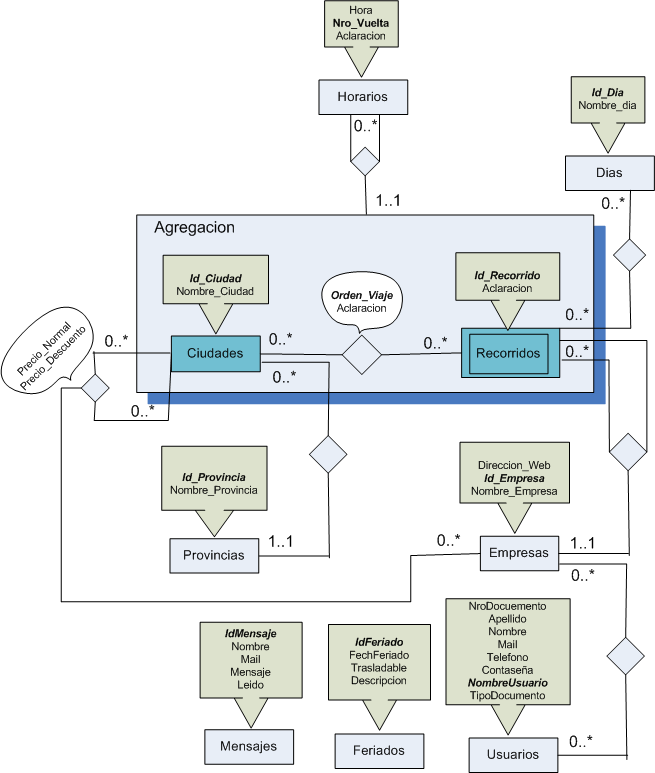 Hora
Nro_Vuelta
Aclaracion
Horarios
0..*
1..1
Id_Dia
Nombre_dia
Dias
0..*
Agregacion
Id_Ciudad
Nombre_Ciudad
Orden_Viaje
Aclaracion
Id_Recorrido
Aclaracion
0..*
Precio_Normal
Precio_Descuento
0..*
Ciudades
0..*
0..*
Recorridos
0..*
0..*
0..*
Id_Provincia
Nombre_Provincia
Direccion_Web
Id_Empresa
Nombre_Empresa
Provincias
1..1
0..*
Empresas
1..1
0..*
IdMensaje
Nombre
Mail
Mensaje
Leido
Mensajes
IdFeriado
FechFeriado
Trasladable
Descripcion
Feriados
NroDocuemento
Apellido
Nombre
Mail
Telefono
Contaseña
NombreUsuario
TipoDocumento
Usuarios
0..*